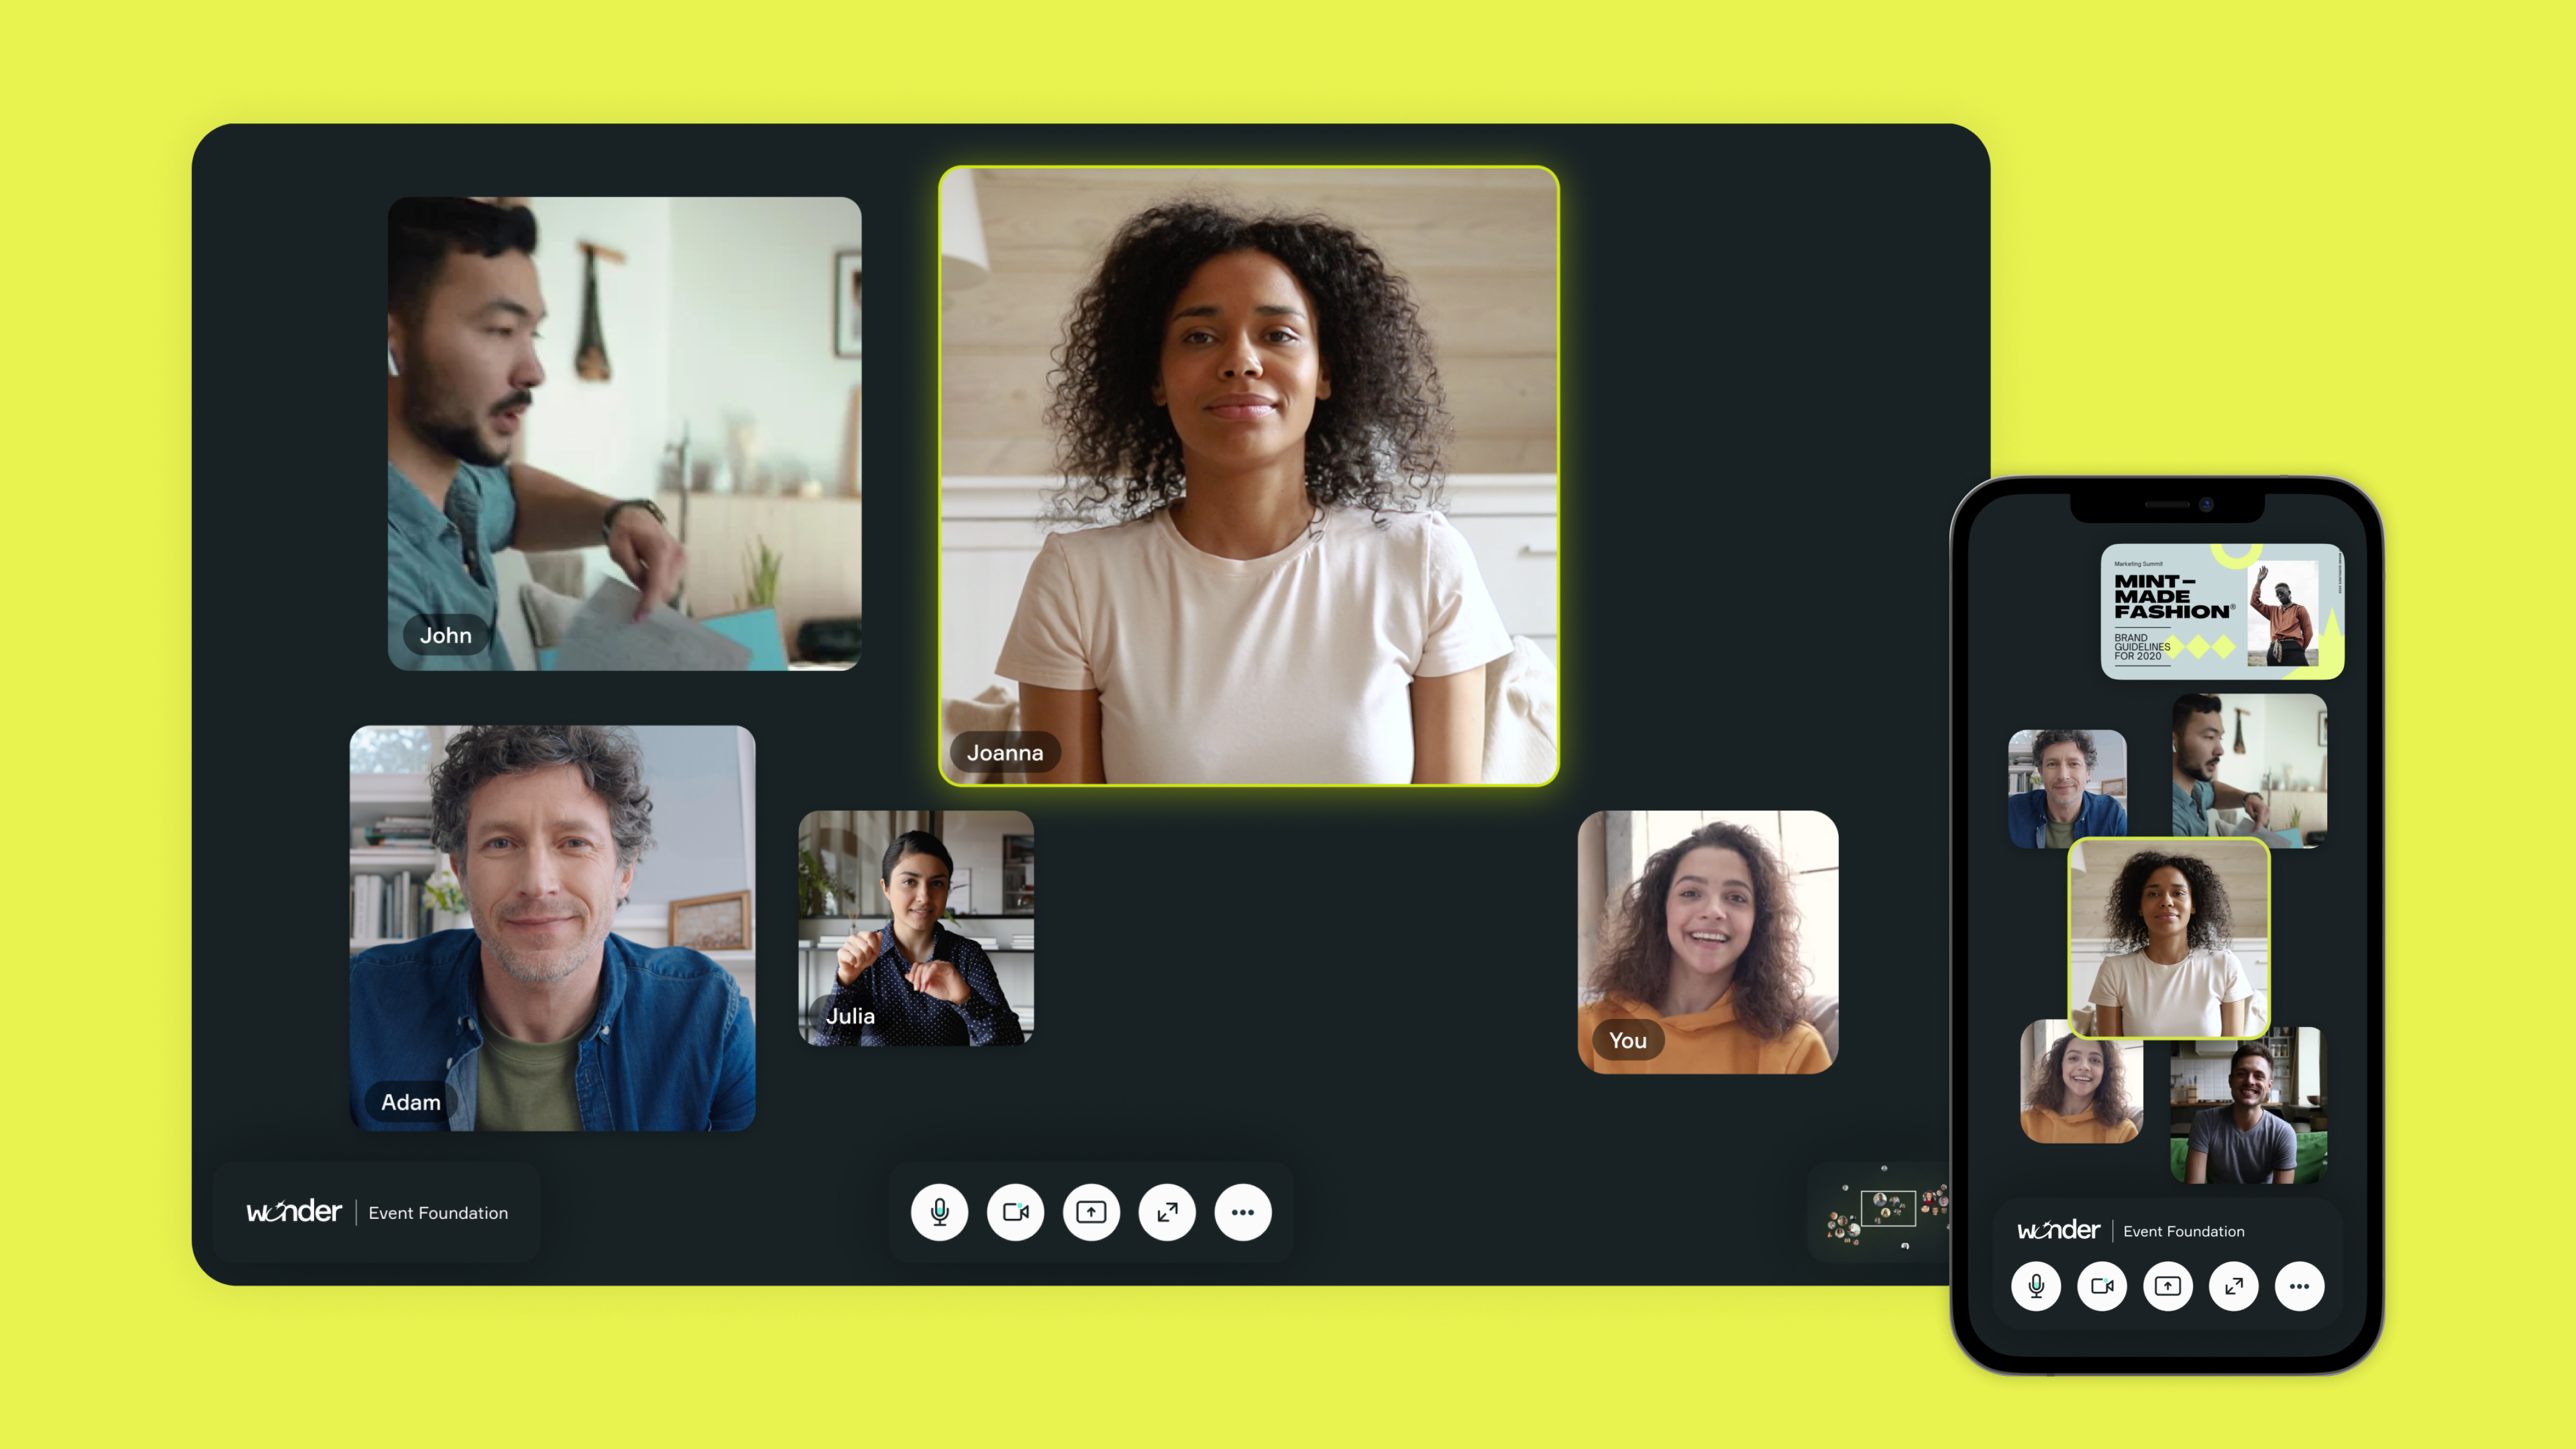 John
Joanna
Adam
Julia
You
wonder | Event Foundation
Marketing Summit
MINT-
MADE
FASHION®
BRAND
GUIDELINES
FOR 2020
wonder | Event Foundation